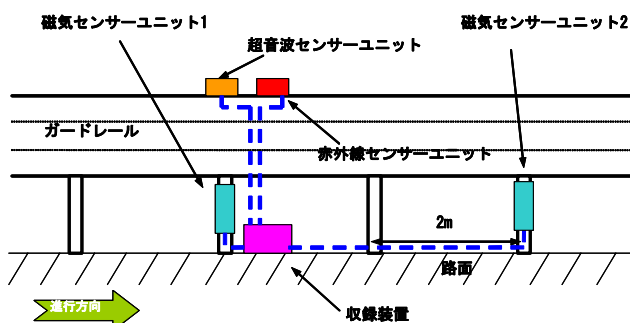 磁気センサーユニット1
超音波センサーユニット
磁気センサーユニット2
ガードレール
赤外線センサーユニット
2m
路面
進行方向
収録装置